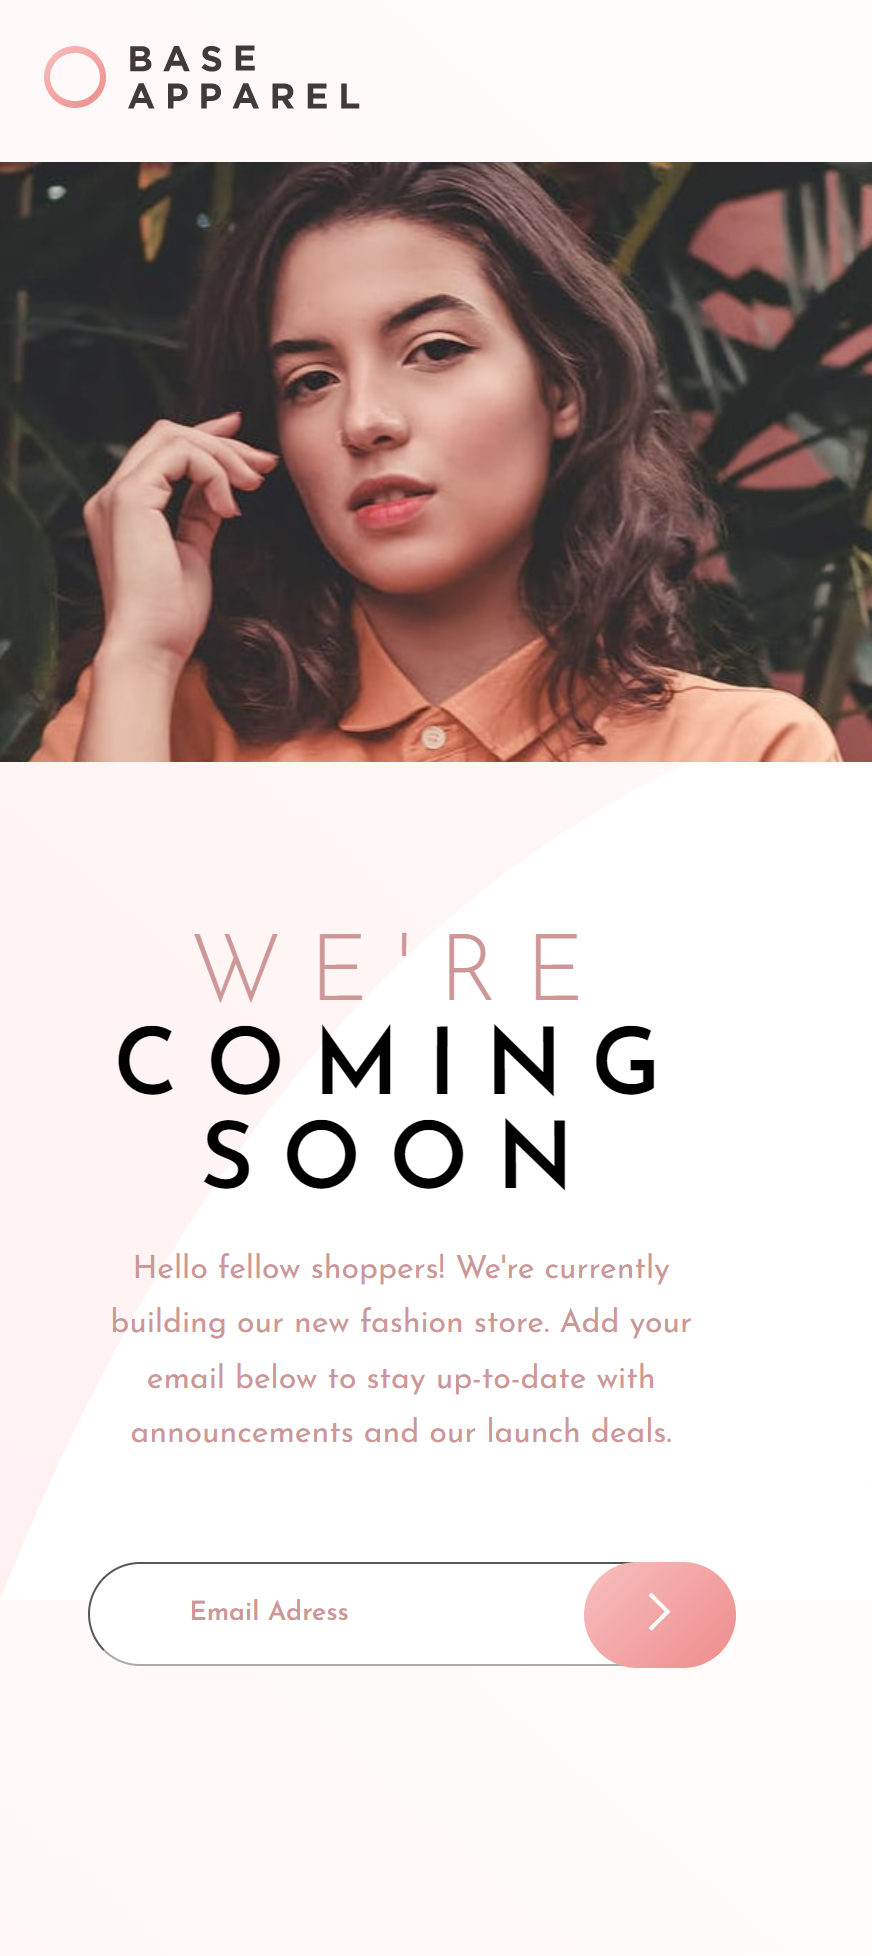 BASE
APPAREL
WE'RE
COMING
SOON
Hello fellow shoppers! We're currently
building our new fashion store. Add your
email below to stay up-to-date with
announcements and our launch deals.
Email Adress